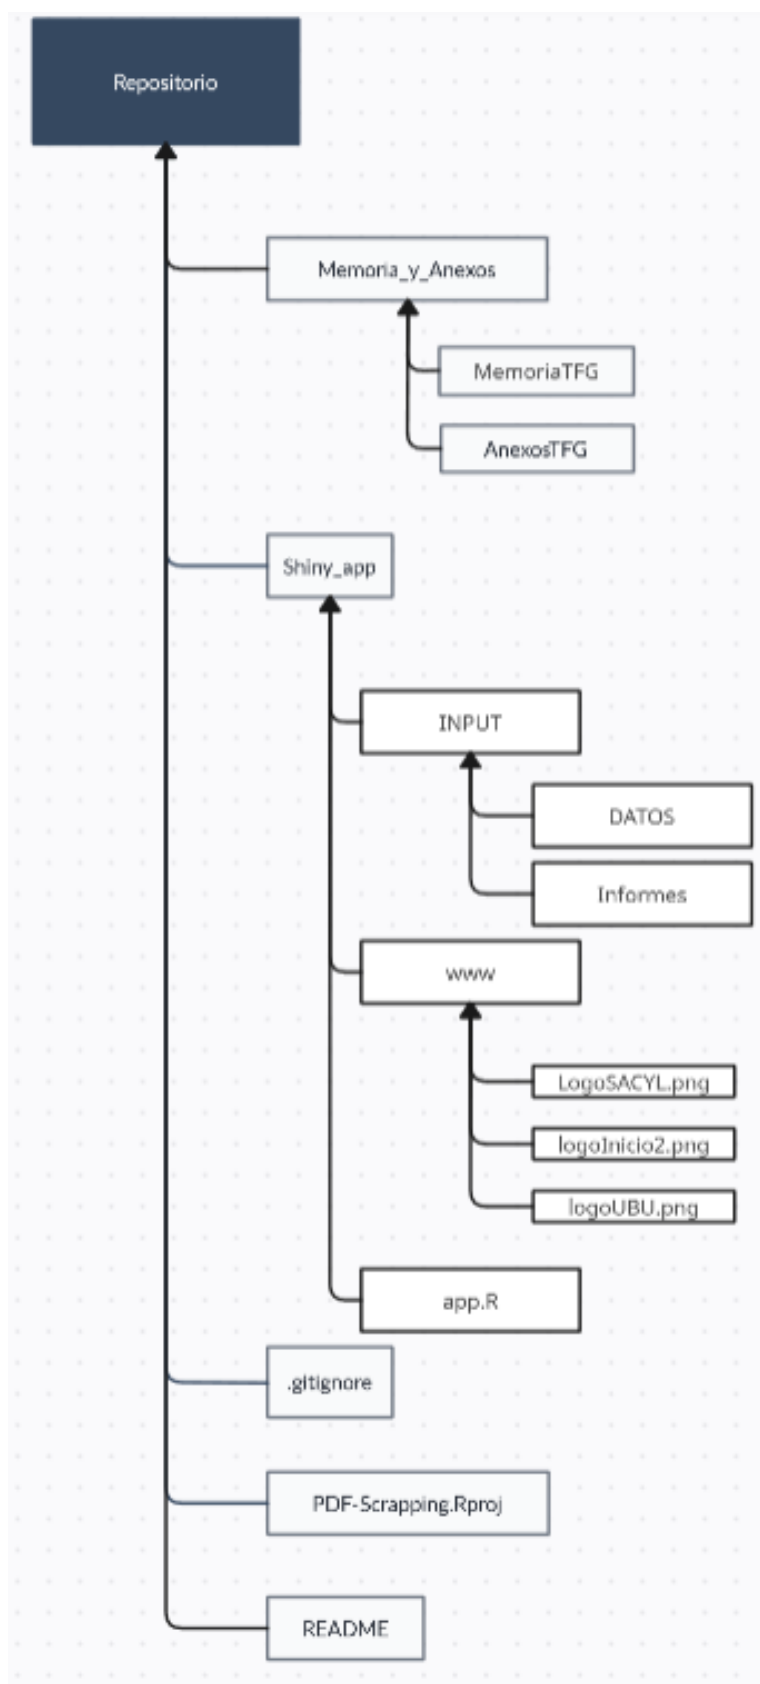 Repositorio
Memoria_y_Anexos
MemoriaTFG
AnexosTFG
Shiny_app
INPUT
DATOS
Informes
www
LogoSACYL.png
logoInicio2.png
logoUBU.png
app.R
.gitignore
PDF-Scrapping.Rproj
README